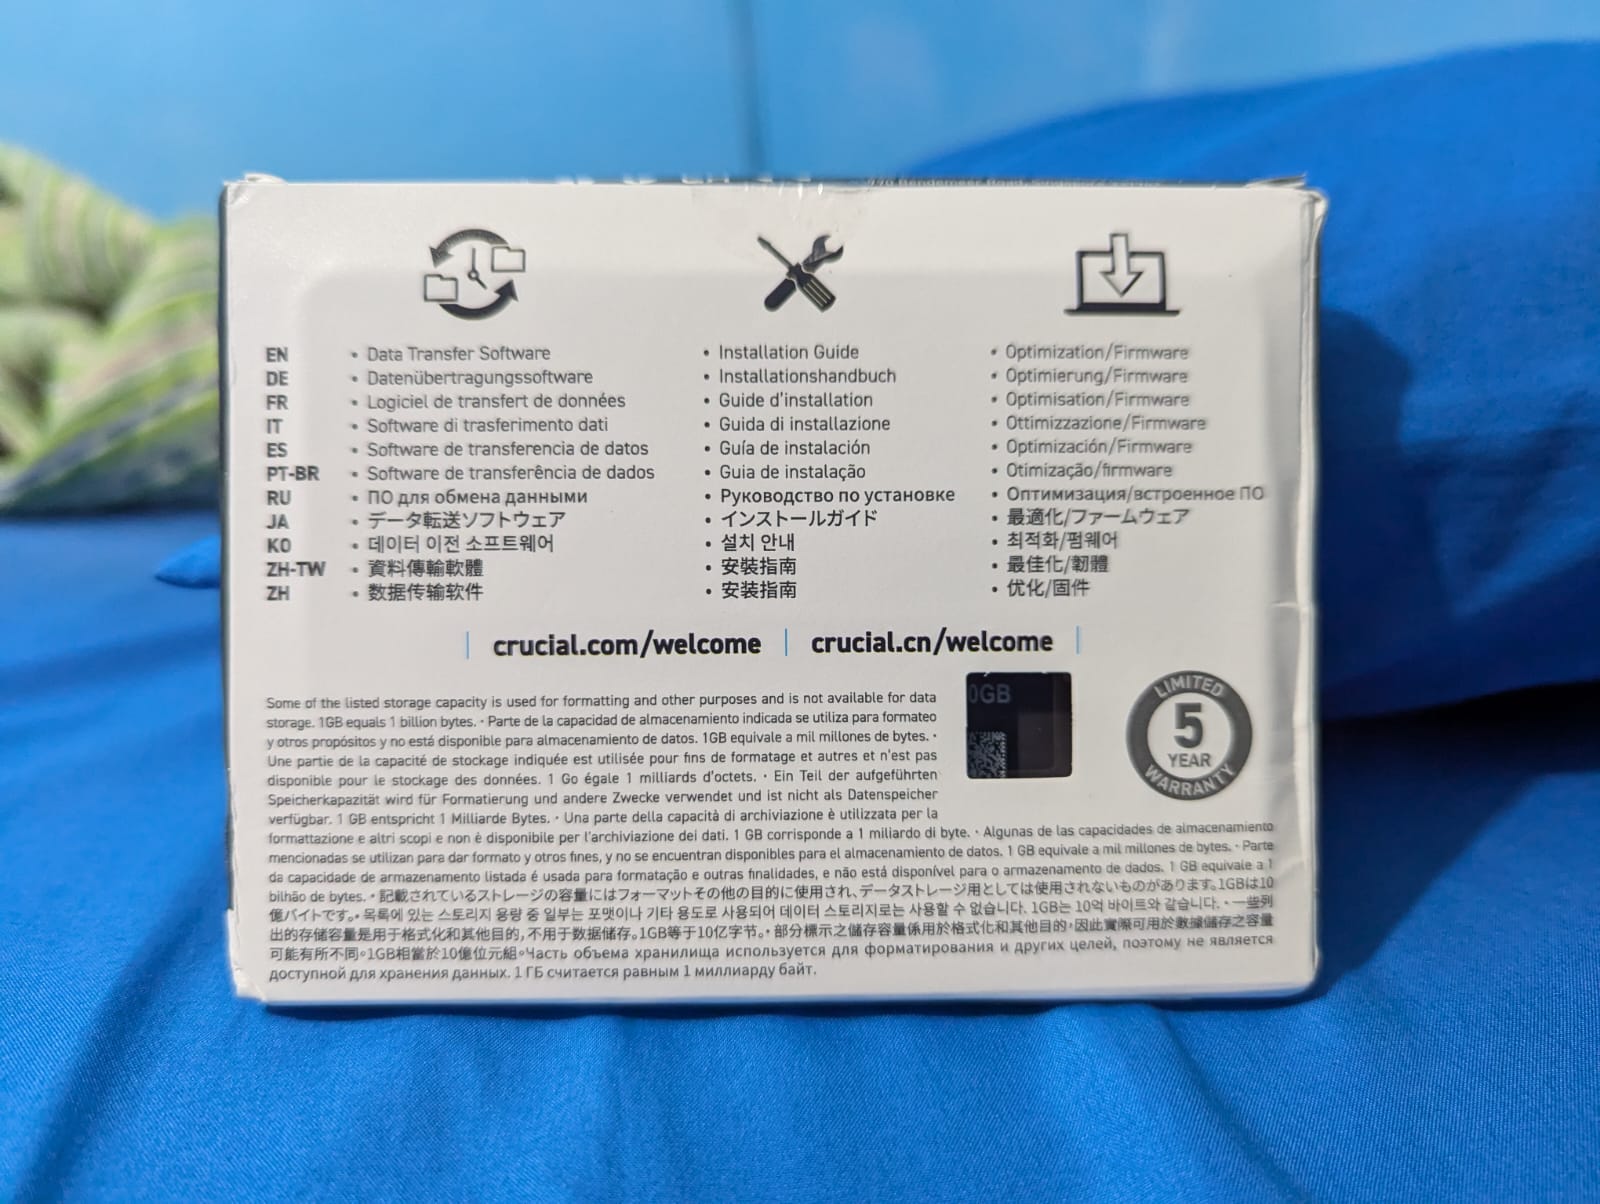 EN • Data Transfer Software • Installation Guide • Optimization/Firmware
DE • Datenübertragungssoftware • Installationshandbuch • Optimierung/Firmware
FR • Logiciel de transfert de données • Guide d'installation • Optimisation/Firmware
IT • Software di trasferimento dati • Guida di installazione • Ottimizzazione/Firmware
ES • Software de transferencia de datos • Guía de instalación • Optimización/Firmware
PT-BR • Software de transferência de dados • Guia de instalação • Otimização/firmware
RU • ПО для обмена данными • Руководство по установке • Оптимизация/встроенное ПО
JA • データ転送ソフトウェア • インストールガイド • 最適化/ファームウェア
KO • 데이터 이전 소프트웨어 • 설치 안내 • 최적화/펌웨어
ZH-TW • 資料傳輸軟體 • 安裝指南 • 最佳化/韌體
ZH • 数据传输软件 • 安装指南 • 优化/固件
| crucial.com/welcome | crucial.cn/welcome |
Some of the listed storage capacity is used for formatting and other purposes and is not available for data
storage. 1GB equals 1 billion bytes. • Parte de la capacidad de almacenamiento indicada se utiliza para formateo
y otros propósitos y no está disponible para almacenamiento de datos. 1GB equivale a mil millones de bytes. •
Une partie de la capacité de stockage indiquée est utilisée pour fins de formatage et autres et n'est pas
disponible pour le stockage des données. 1 Go égale 1 milliards d'octets. • Ein Teil der aufgeführten
Speicherkapazität wird für Formatierung und andere Zwecke verwendet und ist nicht als Datenspeicher
verfügbar. 1 GB entspricht 1 Milliarde Bytes. • Una parte della capacità di archiviazione è utilizzata per la
formattazione e altri scopi e non è disponibile per l'archiviazione dei dati. 1 GB corrisponde a 1 miliardo di byte. • Algunas de las capacidades de almacenamiento
mencionadas se utilizan para dar formato y otros fines, y no se encuentran disponibles para el almacenamiento de datos. 1 GB equivale a mil millones de bytes. • Parte
da capacidade de armazenamento listada é usada para formatação e outras finalidades, e não está disponível para o armazenamento de dados. 1 GB equivale a 1
bilhão de bytes. • 記載されているストレージの容量にはフォーマットその他の目的に使用され、データストレージ用としては使用されないものがあります。1GBは10
億バイトです。• 목록에 있는 스토리지 용량 중 일부는 포맷이나 기타 용도로 사용되어 데이터 스토리지로는 사용할 수 없습니다. 1GB는 10억 바이트와 같습니다. • 一些列
出的存储容量是用于格式化和其他目的,不用于数据储存。1GB等于10亿字节。• 部分標示之儲存容量係用於格式化和其他目的,因此實際可用於數據儲存之容量
可能有所不同。1GB相當於10億位元組。•Часть объема хранилища используется для форматирования и других целей, поэтому не является
доступной для хранения данных. 1 ГБ считается равным 1 миллиарду байт.
0GB
LIMITED
5
YEAR
WARRANTY